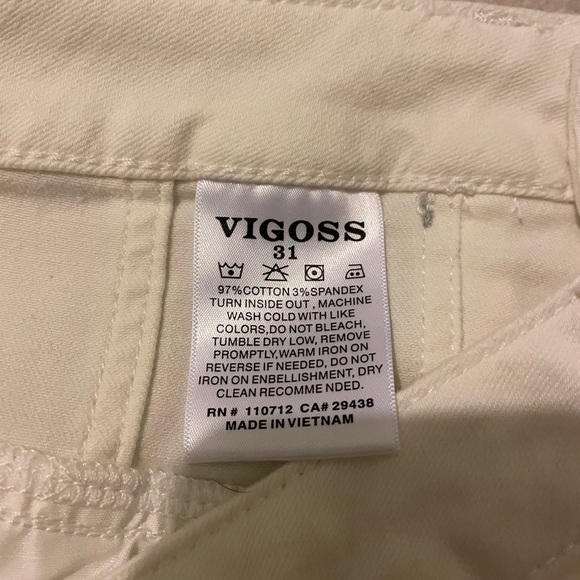 VIGOSS
31
97%COTTON 3%SPANDEX
TURN INSIDE OUT , MACHINE
WASH COLD WITH LIKE
COLORS,DO NOT BLEACH,
TUMBLE DRY LOW, REMOVE
PROMPTLY,WARM IRON ON
REVERSE IF NEEDED, DO NOT
IRON ON ENBELLISHMENT, DRY
CLEAN RECOMME NDED.
RN # 110712 CA# 29438
MADE IN VIETNAM